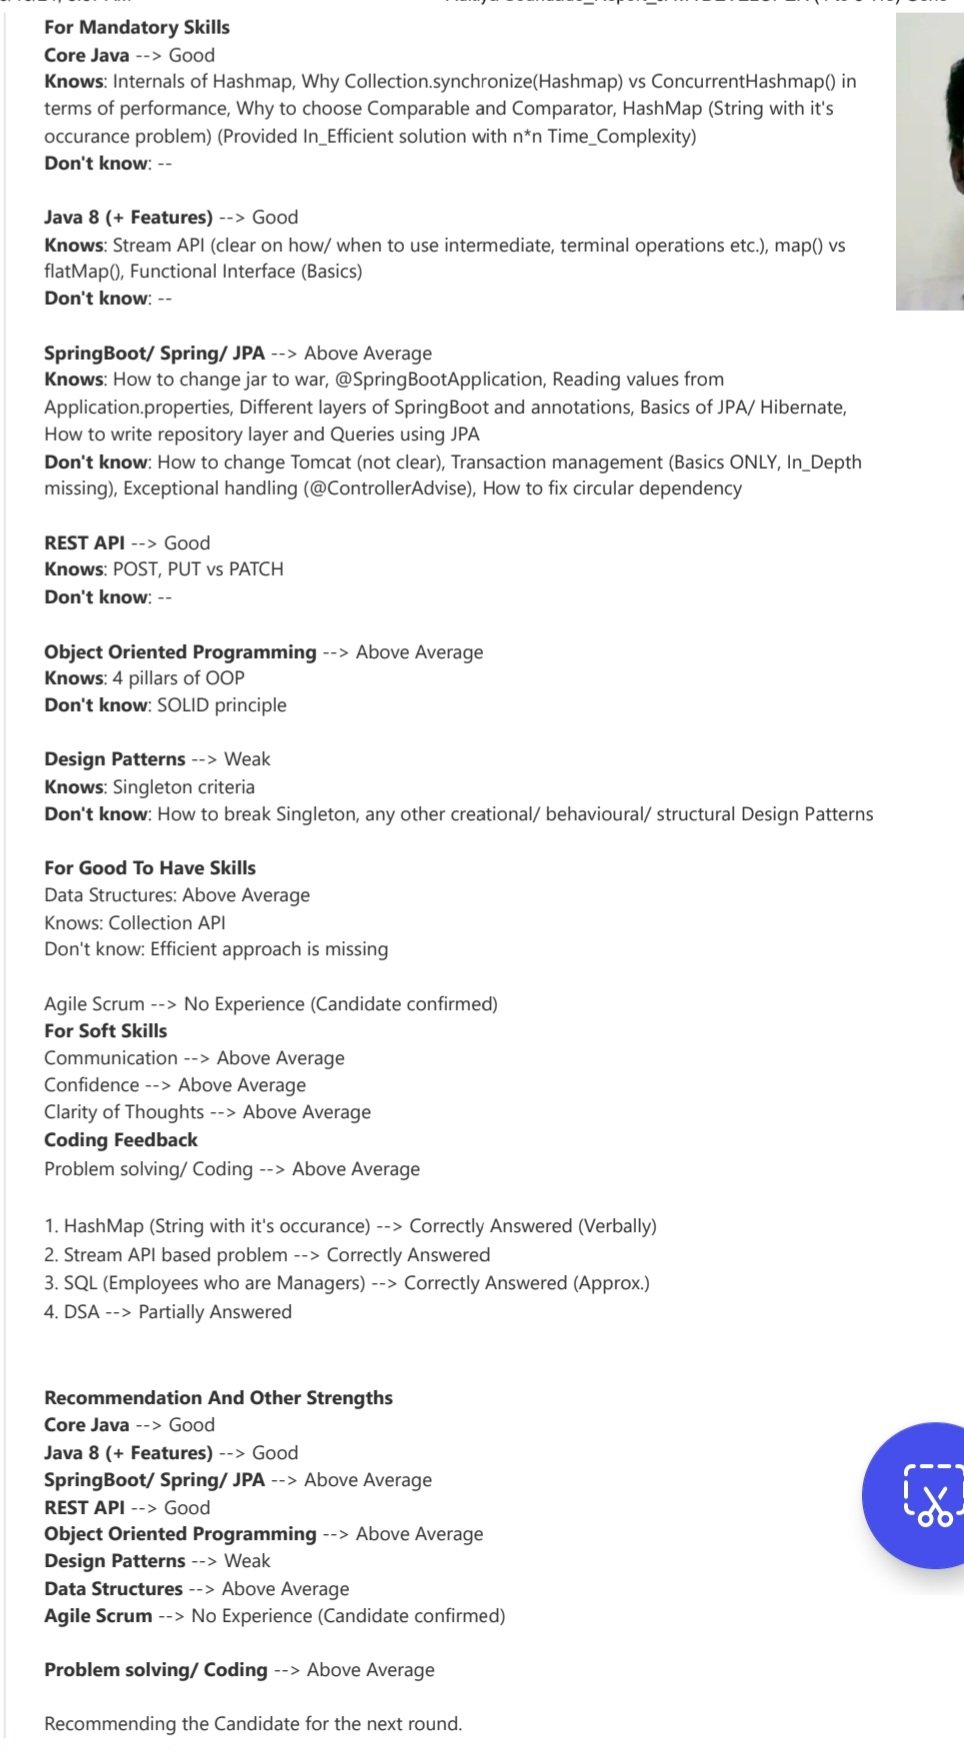 For Mandatory Skills
Core Java --> Good
Knows: Internals of Hashmap, Why Collection.synchronize(Hashmap) vs ConcurrentHashmap() in
terms of performance, Why to choose Comparable and Comparator, HashMap (String with it's
occurance problem) (Provided In_Efficient solution with n*n Time_Complexity)
Don't know: --
Java 8 (+ Features) --> Good
Knows: Stream API (clear on how/ when to use intermediate, terminal operations etc.), map() vs
flatMap(), Functional Interface (Basics)
Don't know: --
SpringBoot/ Spring/ JPA --> Above Average
Knows: How to change jar to war, @SpringBootApplication, Reading values from
Application.properties, Different layers of SpringBoot and annotations, Basics of JPA/ Hibernate,
How to write repository layer and Queries using JPA
Don't know: How to change Tomcat (not clear), Transaction management (Basics ONLY, In_Depth
missing), Exceptional handling (@ControllerAdvise), How to fix circular dependency
REST API --> Good
Knows: POST, PUT vs PATCH
Don't know: --
Object Oriented Programming --> Above Average
Knows: 4 pillars of OOP
Don't know: SOLID principle
Design Patterns --> Weak
Knows: Singleton criteria
Don't know: How to break Singleton, any other creational/ behavioural/ structural Design Patterns
For Good To Have Skills
Data Structures: Above Average
Knows: Collection API
Don't know: Efficient approach is missing
Agile Scrum --> No Experience (Candidate confirmed)
For Soft Skills
Communication --> Above Average
Confidence --> Above Average
Clarity of Thoughts --> Above Average
Coding Feedback
Problem solving/ Coding --> Above Average
1. HashMap (String with it's occurance) --> Correctly Answered (Verbally)
2. Stream API based problem --> Correctly Answered
3. SQL (Employees who are Managers) --> Correctly Answered (Approx.)
4. DSA --> Partially Answered
Recommendation And Other Strengths
Core Java --> Good
Java 8 (+ Features) --> Good
SpringBoot/ Spring/ JPA --> Above Average
REST API --> Good
Object Oriented Programming --> Above Average
Design Patterns --> Weak
Data Structures --> Above Average
Agile Scrum --> No Experience (Candidate confirmed)
Problem solving/ Coding --> Above Average
Recommending the Candidate for the next round.